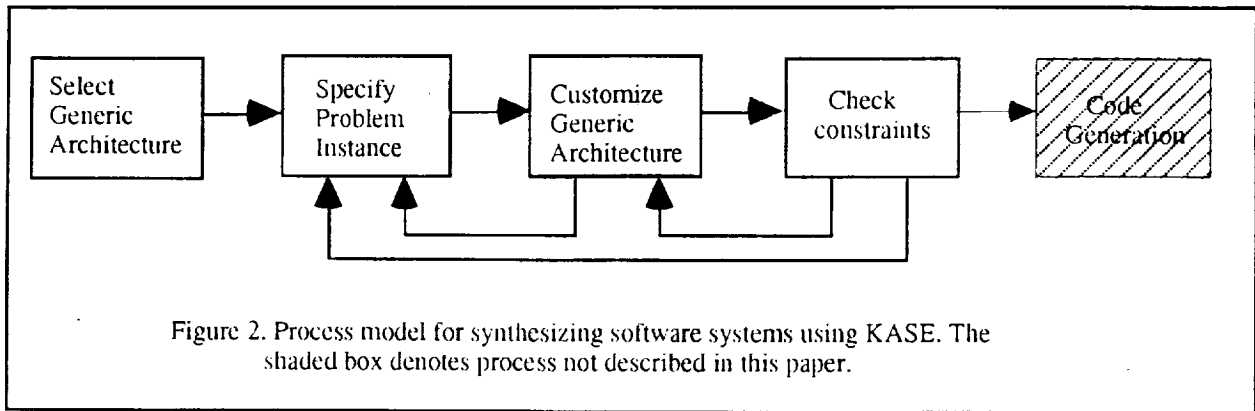 Select
Generic
Architecture
Specify
Problem
Instance
Customize
Generic
Architecture
Check
constraints
Code
Generation
Figure 2. Process model for synthesizing software systems using KASE. The
shaded box denotes process not described in this paper.